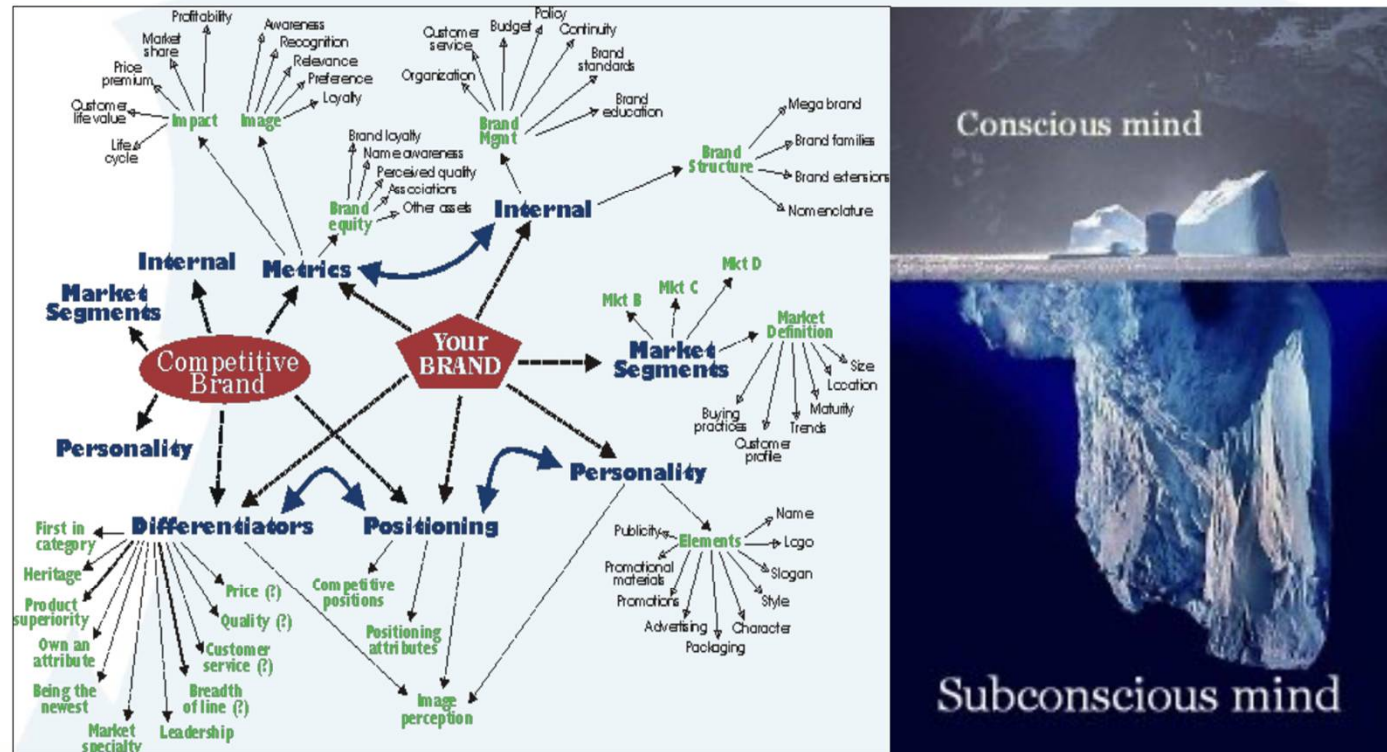 Profitability
Market
share
Price
premium
Customer
life value
Life
cycle
Impact
Awareness
Recognition
Relevance
Preference
Loyalty
Image
Brand loyalty
Name awareness
Perceived quality
Associations
Other assets
Brand
equity
Customer
service
Budget
Policy
Continuity
Brand
standards
Organization
Brand
education
Brand
Mgmt
Mega brand
Brand families
Brand extensions
Nomenclature
Brand
Structure
Internal
Internal
Metrics
Market
Segments
Competitive
Brand
Your
BRAND
Mkt B
Mkt C
Mkt D
Market
Definition
Market
Segments
Size
Location
Maturity
Trends
Customer
profile
Buying
practices
Personality
Personality
Differentiators
Positioning
First in
category
Heritage
Product
superiority
Own an
attribute
Being the
newest
Market
specialty
Leadership
Breadth
of line (?)
Customer
service (?)
Quality (?)
Price (?)
Competitive
positions
Positioning
attributes
Image
perception
Publicity
Promotional
materials
Promotions
Advertising
Packaging
Character
Style
Slogan
Logo
Name
Elements
Conscious mind
Subconscious mind